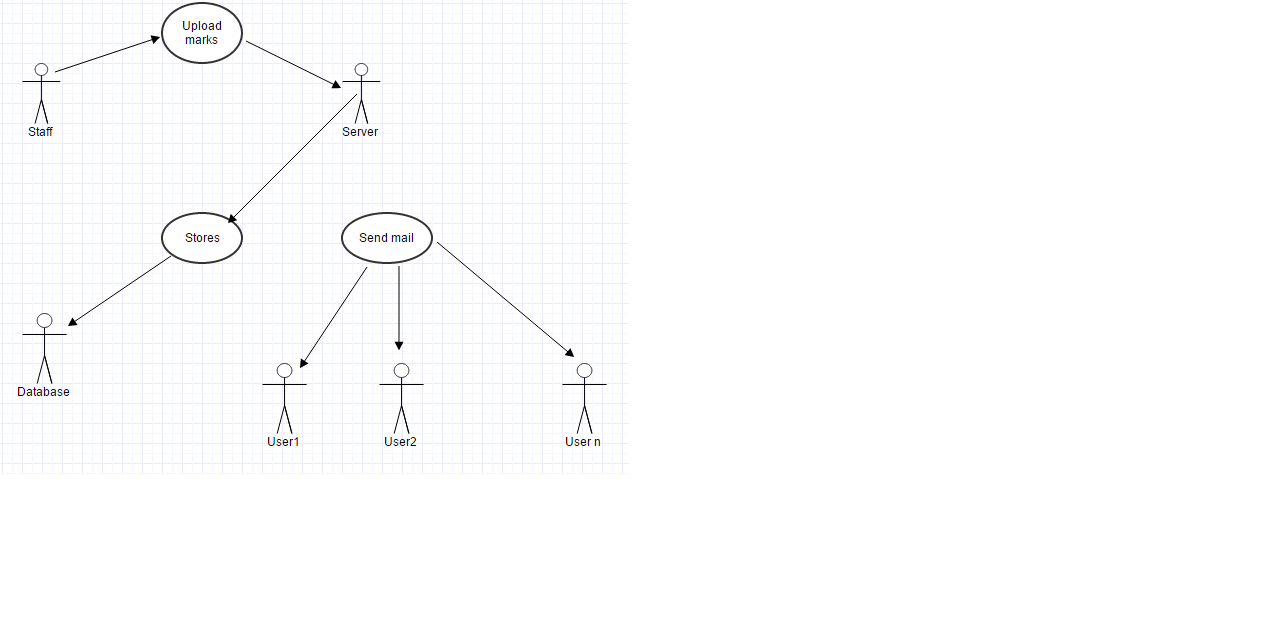 Upload
marks
Staff
Server
Stores
Send mail
Database
User1
User2
User n